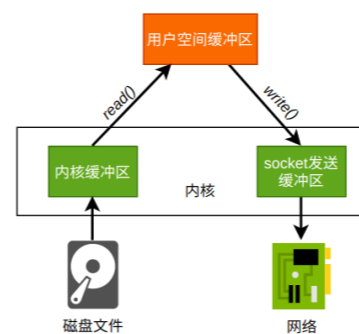 用户空间缓冲区
read()
write()
内核缓冲区
内核
socket发送
缓冲区
磁盘文件
网络